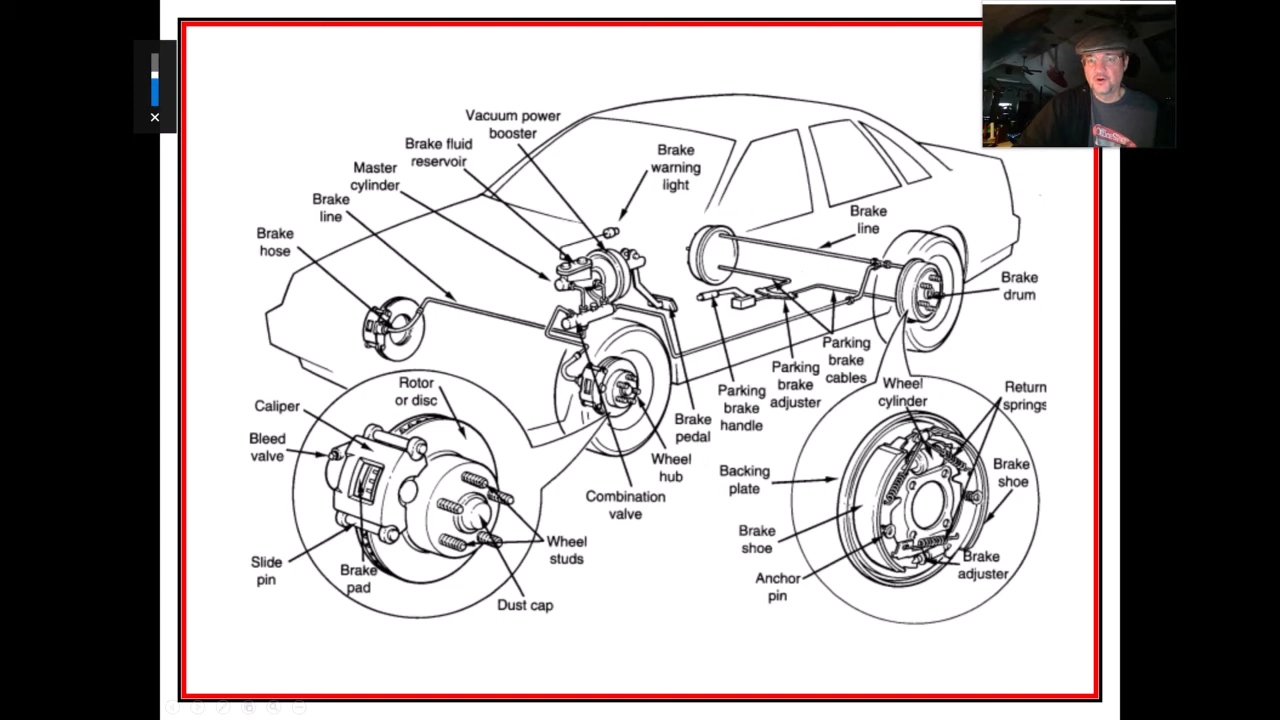 Vacuum power
booster
Brake fluid
reservoir
Brake
warning
light
Master
cylinder
Brake
line
Brake
hose
Brake
line
Brake
drum
Parking
brake
cables
Parking
brake
adjuster
Parking
brake
handle
Brake
pedal
Wheel
hub
Combination
valve
Rotor
or disc
Caliper
Bleed
valve
Slide
pin
Brake
pad
Wheel
studs
Dust cap
Wheel
cylinder
Return
springs
Backing
plate
Brake
shoe
Brake
shoe
Anchor
pin
Brake
adjuster